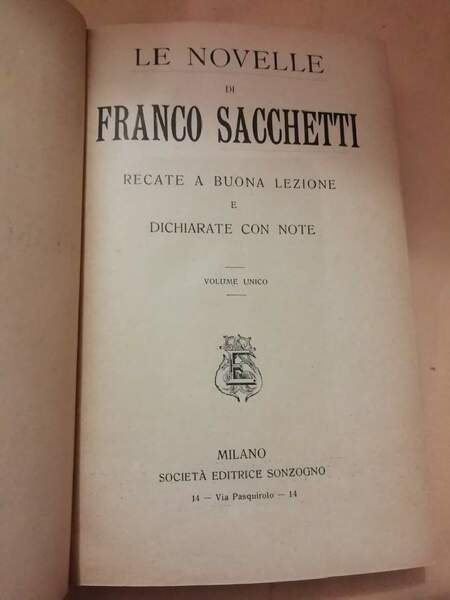 LE NOVELLE
DI
FRANCO SACCHETTI
RECATE A BUONA LEZIONE
E
DICHIARATE CON NOTE
VOLUME UNICO
E
MILANO
SOCIETÀ EDITRICE SONZOGNO
14 — Via Pasquirolo — 14